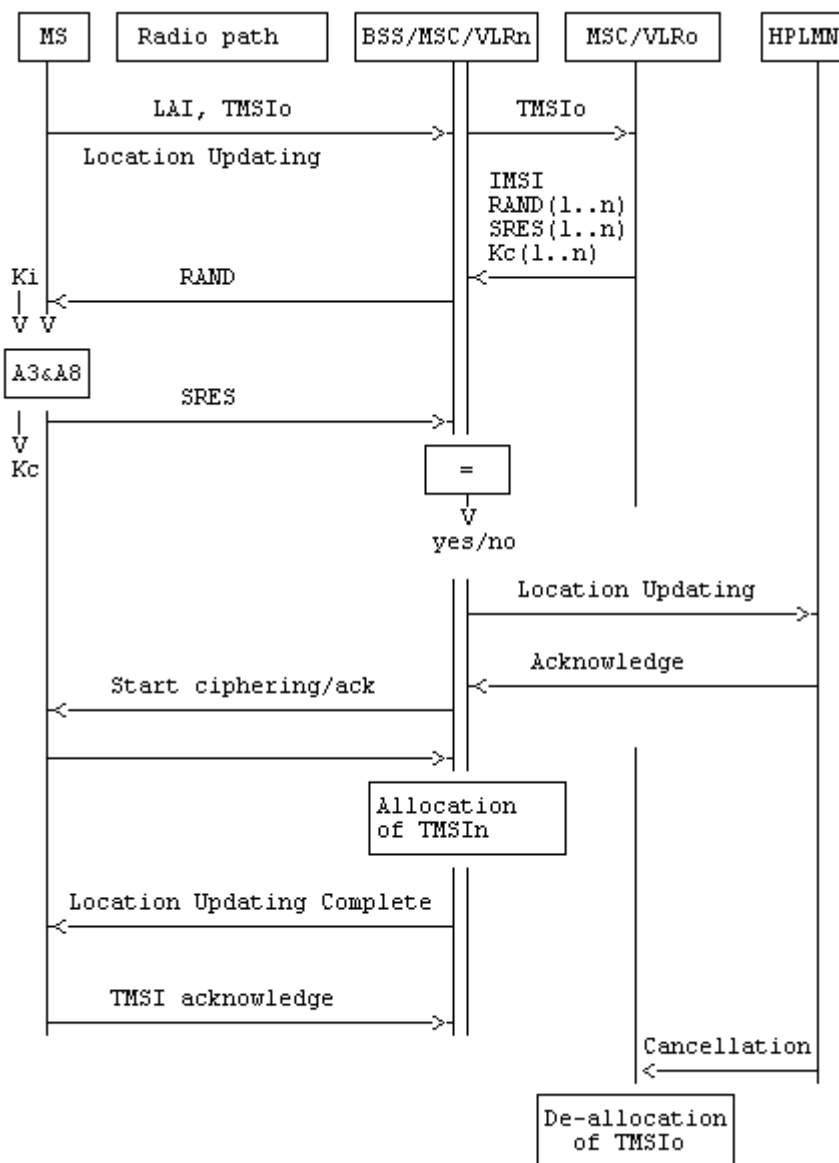 MS
Radio path
BSS/MSC/VLRn
MSC/VLRo
HPLMN
LAI, TMSIo
TMSIo
Location Updating
IMSI
RAND(1..n)
SRES(1..n)
Kc(1..n)
Ki
RAND
V V
A3&A8
SRES
V
Kc
=
V
yes/no
Location Updating
Acknowledge
Start ciphering/ack
Allocation
of TMSIn
Location Updating Complete
TMSI acknowledge
Cancellation
De-allocation
of TMSIo